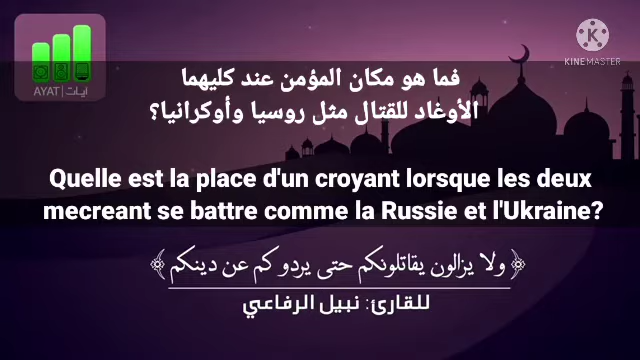 AYAT | آيات
KINEMASTER
فما هو مكان المؤمن عند كليهما
الأوغاد للقتال مثل روسيا وأوكرانيا؟
Quelle est la place d'un croyant lorsque les deux
mecreant se battre comme la Russie et l'Ukraine?
﴿ ولا يزالون يقاتلونكم حتى يردوكم عن دينكم ﴾
للقارئ: نبيل الرفاعي